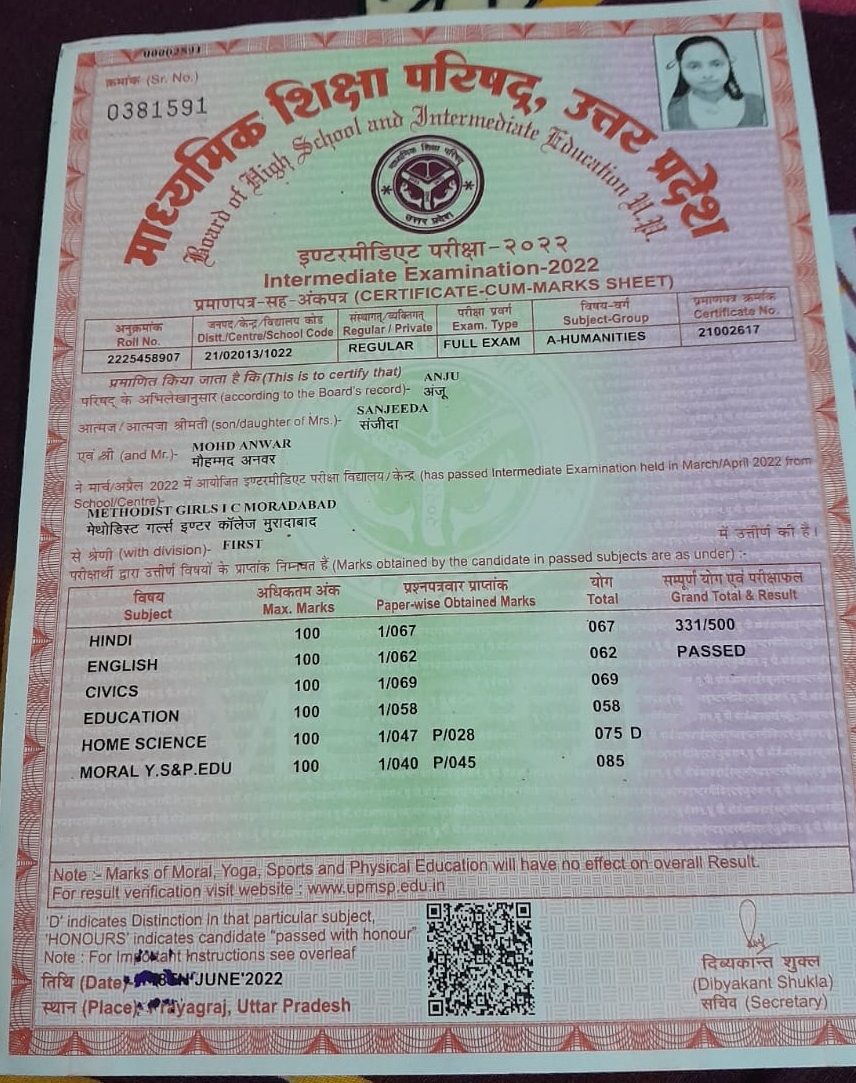 00002891
क्रमांक (Sr. No.)
0381591
माध्यमिक शिक्षा परिषद्, उत्तर प्रदेश
Board of High School and Intermediate Education U.P.
माध्यमिक शिक्षा परिषद्
उत्तर प्रदेश
इण्टरमीडिएट परीक्षा-२०२२
Intermediate Examination-2022
प्रमाणपत्र-सह-अंकपत्र (CERTIFICATE-CUM-MARKS SHEET)
अनुक्रमांक जनपद/केन्द्र/विद्यालय कोड संस्थागत/व्यक्तिगत परीक्षा प्रवर्ग विषय-वर्ग प्रमाणपत्र क्रमांक
Roll No. Distt./Centre/School Code Regular / Private Exam. Type Subject-Group Certificate No.
2225458907 21/02013/1022 REGULAR FULL EXAM A-HUMANITIES 21002617
प्रमाणित किया जाता है कि (This is to certify that) ANJU
परिषद् के अभिलेखानुसार (according to the Board's record)- अंजू
SANJEEDA
आत्मज/आत्मजा श्रीमती (son/daughter of Mrs.)- संजीदा
MOHD ANWAR
एवं श्री (and Mr.)- मौहम्मद अनवर
ने मार्च/अप्रैल 2022 में आयोजित इण्टरमीडिएट परीक्षा विद्यालय/केन्द्र (has passed Intermediate Examination held in March/April 2022 from
School/Centre)-
METHODIST GIRLS I C MORADABAD
मेथोडिस्ट गर्ल्स इण्टर कॉलेज मुरादाबाद में उत्तीर्ण की है।
से श्रेणी (with division)- FIRST
परीक्षार्थी द्वारा उत्तीर्ण विषयों के प्राप्तांक निम्नवत हैं (Marks obtained by the candidate in passed subjects are as under) :-
विषय अधिकतम अंक प्रश्नपत्रवार प्राप्तांक योग सम्पूर्ण योग एवं परीक्षाफल
Subject Max. Marks Paper-wise Obtained Marks Total Grand Total & Result
HINDI 100 1/067 067 331/500
ENGLISH 100 1/062 062 PASSED
CIVICS 100 1/069 069
EDUCATION 100 1/058 058
HOME SCIENCE 100 1/047 P/028 075 D
MORAL Y.S&P.EDU 100 1/040 P/045 085
Note :- Marks of Moral, Yoga, Sports and Physical Education will have no effect on overall Result.
For result verification visit website : www.upmsp.edu.in
'D' indicates Distinction in that particular subject,
'HONOURS' indicates candidate "passed with honour"
Note : For Important Instructions see overleaf
तिथि (Date)- JUNE'2022
स्थान (Place)- Prayagraj, Uttar Pradesh
दिव्यकान्त शुक्ल
(Dibyakant Shukla)
सचिव (Secretary)